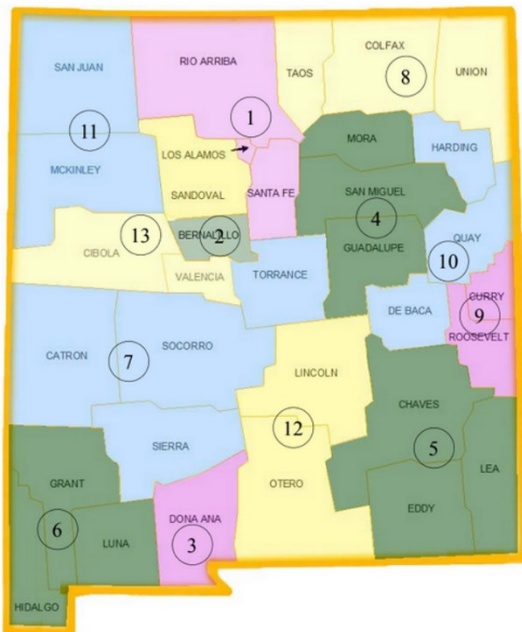 SAN JUAN
RIO ARRIBA
TAOS
COLFAX
UNION
8
1
11
MORA
HARDING
LOS ALAMOS
MCKINLEY
SANDOVAL
SANTA FE
SAN MIGUEL
4
13
BERNALILLO
2
CIBOLA
GUADALUPE
QUAY
VALENCIA
TORRANCE
10
CURRY
9
DE BACA
ROOSEVELT
CATRON
7
SOCORRO
LINCOLN
CHAVES
12
SIERRA
5
LEA
GRANT
OTERO
EDDY
6
DONA ANA
3
LUNA
HIDALGO